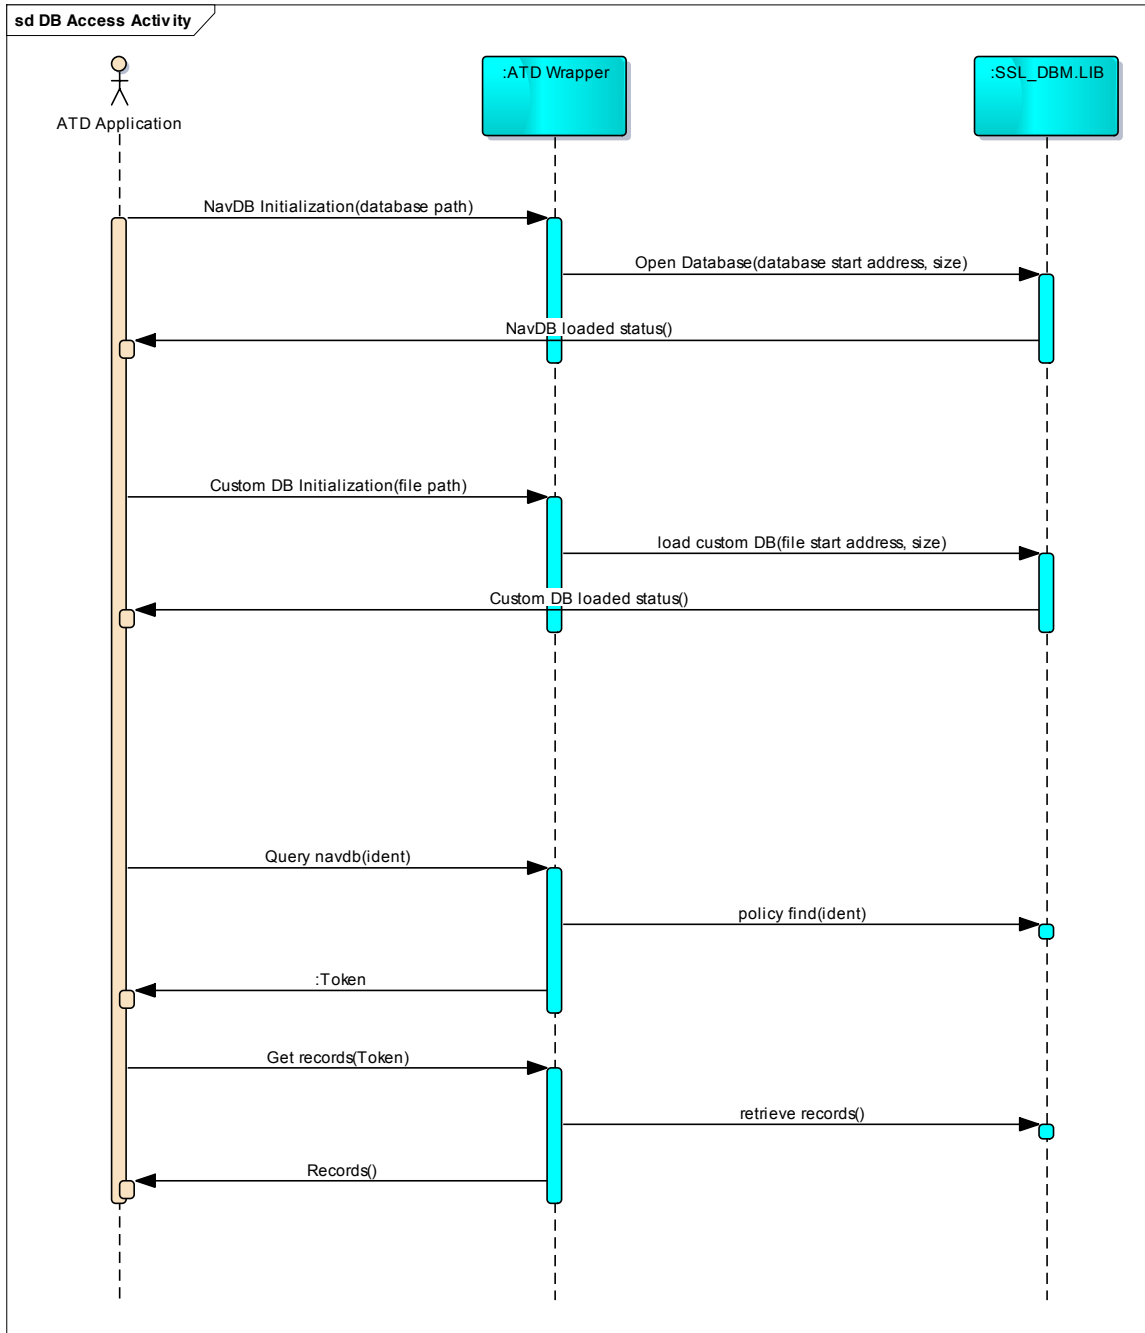 sd DB Access Activity
:ATD Wrapper
:SSL_DBM.LIB
ATD Application
NavDB Initialization(database path)
Open Database(database start address, size)
NavDB loaded status()
Custom DB Initialization(file path)
load custom DB(file start address, size)
Custom DB loaded status()
Query navdb(ident)
policy find(ident)
:Token
Get records(Token)
retrieve records()
Records()